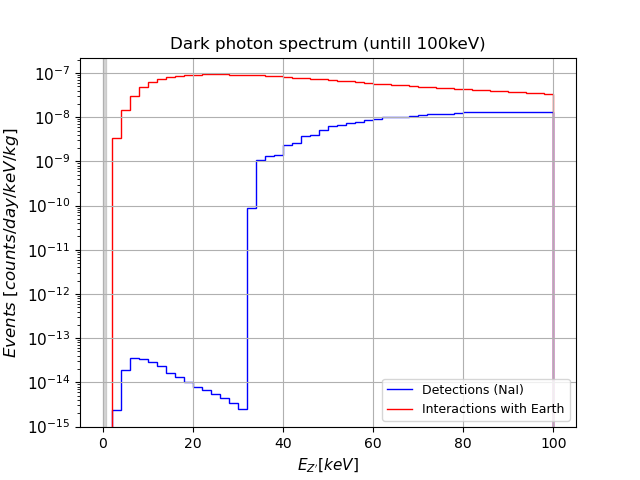 Dark photon spectrum (untill 100keV)
Events [counts/day/keV/kg]
10⁻⁷
10⁻⁸
10⁻⁹
10⁻¹⁰
10⁻¹¹
10⁻¹²
10⁻¹³
10⁻¹⁴
10⁻¹⁵
Detections (NaI)
Interactions with Earth
0 20 40 60 80 100
E_Z' [keV]